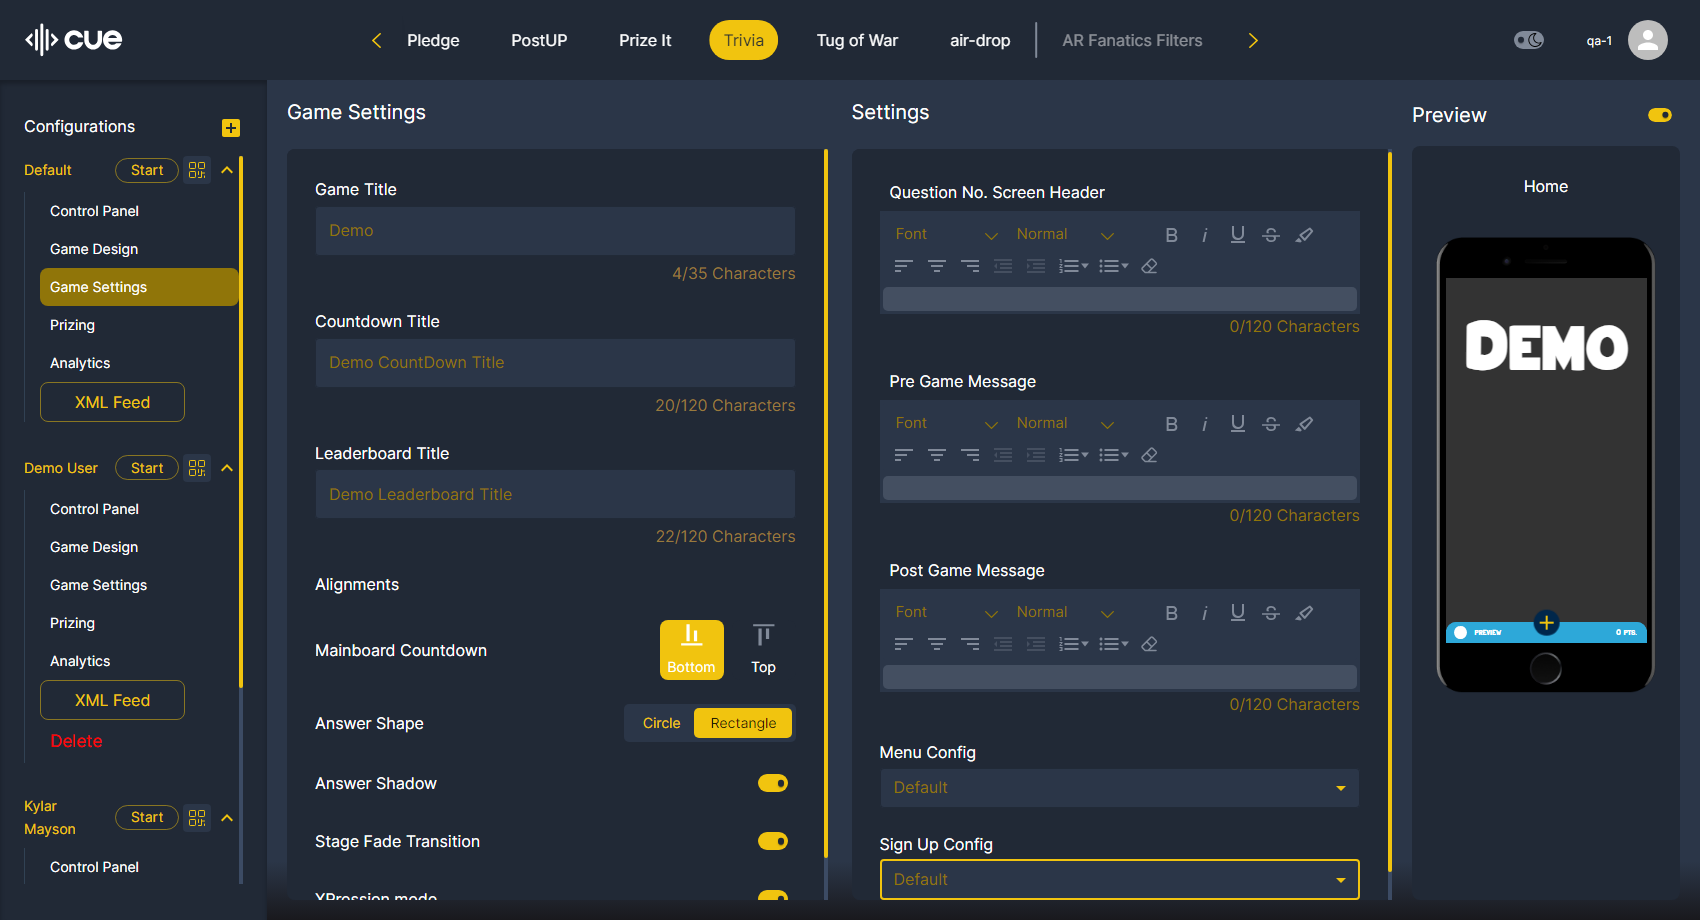 cue
Pledge
PostUP
Prize It
Trivia
Tug of War
air-drop
AR Fanatics Filters
qa-1
Configurations
Default
Start
Control Panel
Game Design
Game Settings
Prizing
Analytics
XML Feed
Demo User
Start
Control Panel
Game Design
Game Settings
Prizing
Analytics
XML Feed
Delete
Kylar
Mayson
Start
Control Panel
Game Settings
Game Title
Demo
4/35 Characters
Countdown Title
Demo CountDown Title
20/120 Characters
Leaderboard Title
Demo Leaderboard Title
22/120 Characters
Alignments
Mainboard Countdown
Bottom
Top
Answer Shape
Circle
Rectangle
Answer Shadow
Stage Fade Transition
XPression mode
Settings
Question No. Screen Header
Font
Normal
B
i
U
S
0/120 Characters
Pre Game Message
Font
Normal
B
i
U
S
0/120 Characters
Post Game Message
Font
Normal
B
i
U
S
0/120 Characters
Menu Config
Default
Sign Up Config
Default
Preview
Home
DEMO
PREVIEW
0 PTS.